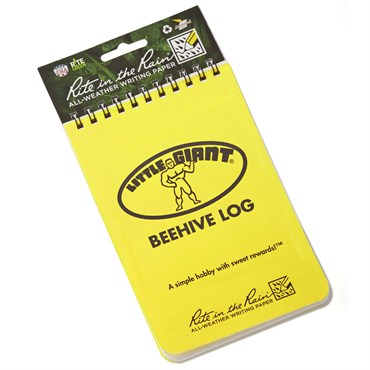 RITE
Rite in the Rain®
ALL-WEATHER WRITING PAPER
LITTLE GIANT®
BEEHIVE LOG
A simple hobby with sweet rewards!™
Rite in the Rain®
ALL-WEATHER WRITING PAPER